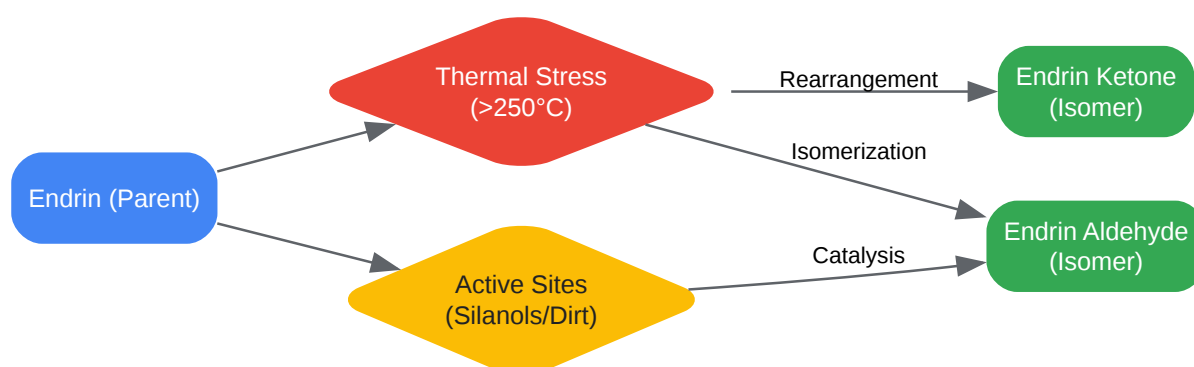 Thermal Stress
(>250°C)
Rearrangement
Endrin Ketone
(Isomer)
Isomerization
Endrin (Parent)
Endrin Aldehyde
(Isomer)
Catalysis
Active Sites
(Silanols/Dirt)